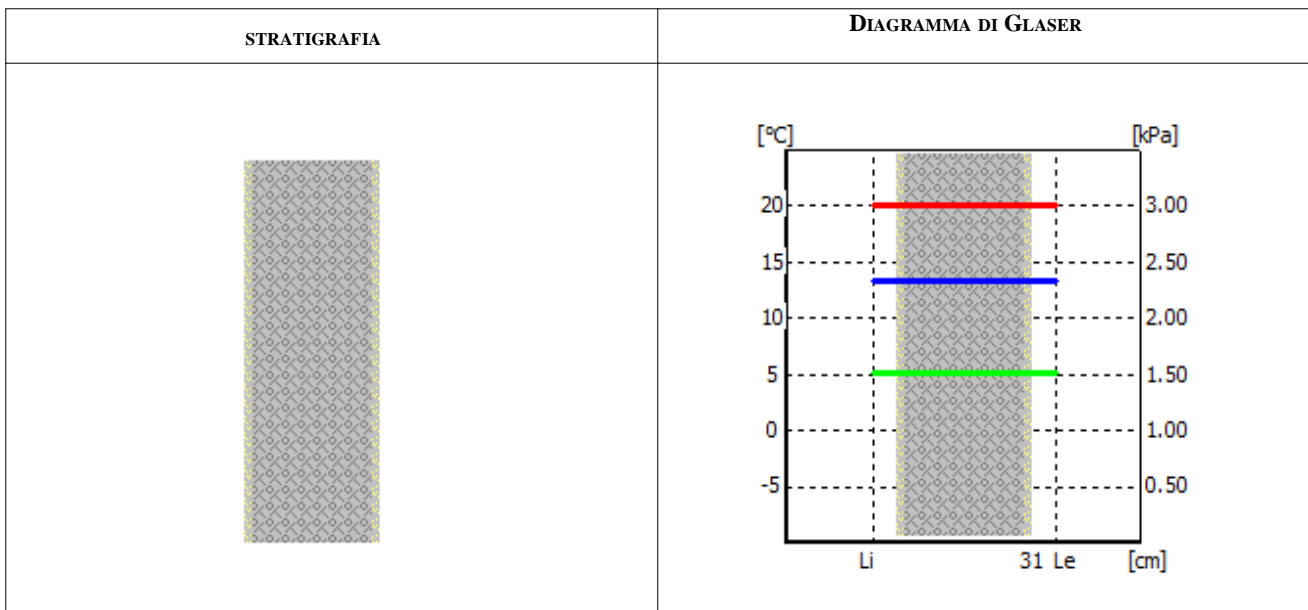 STRATIGRAFIA
DIAGRAMMA DI GLASER
[°C]
[kPa]
20
3.00
15
2.50
10
2.00
5
1.50
0
1.00
-5
0.50
Li
31 Le
[cm]